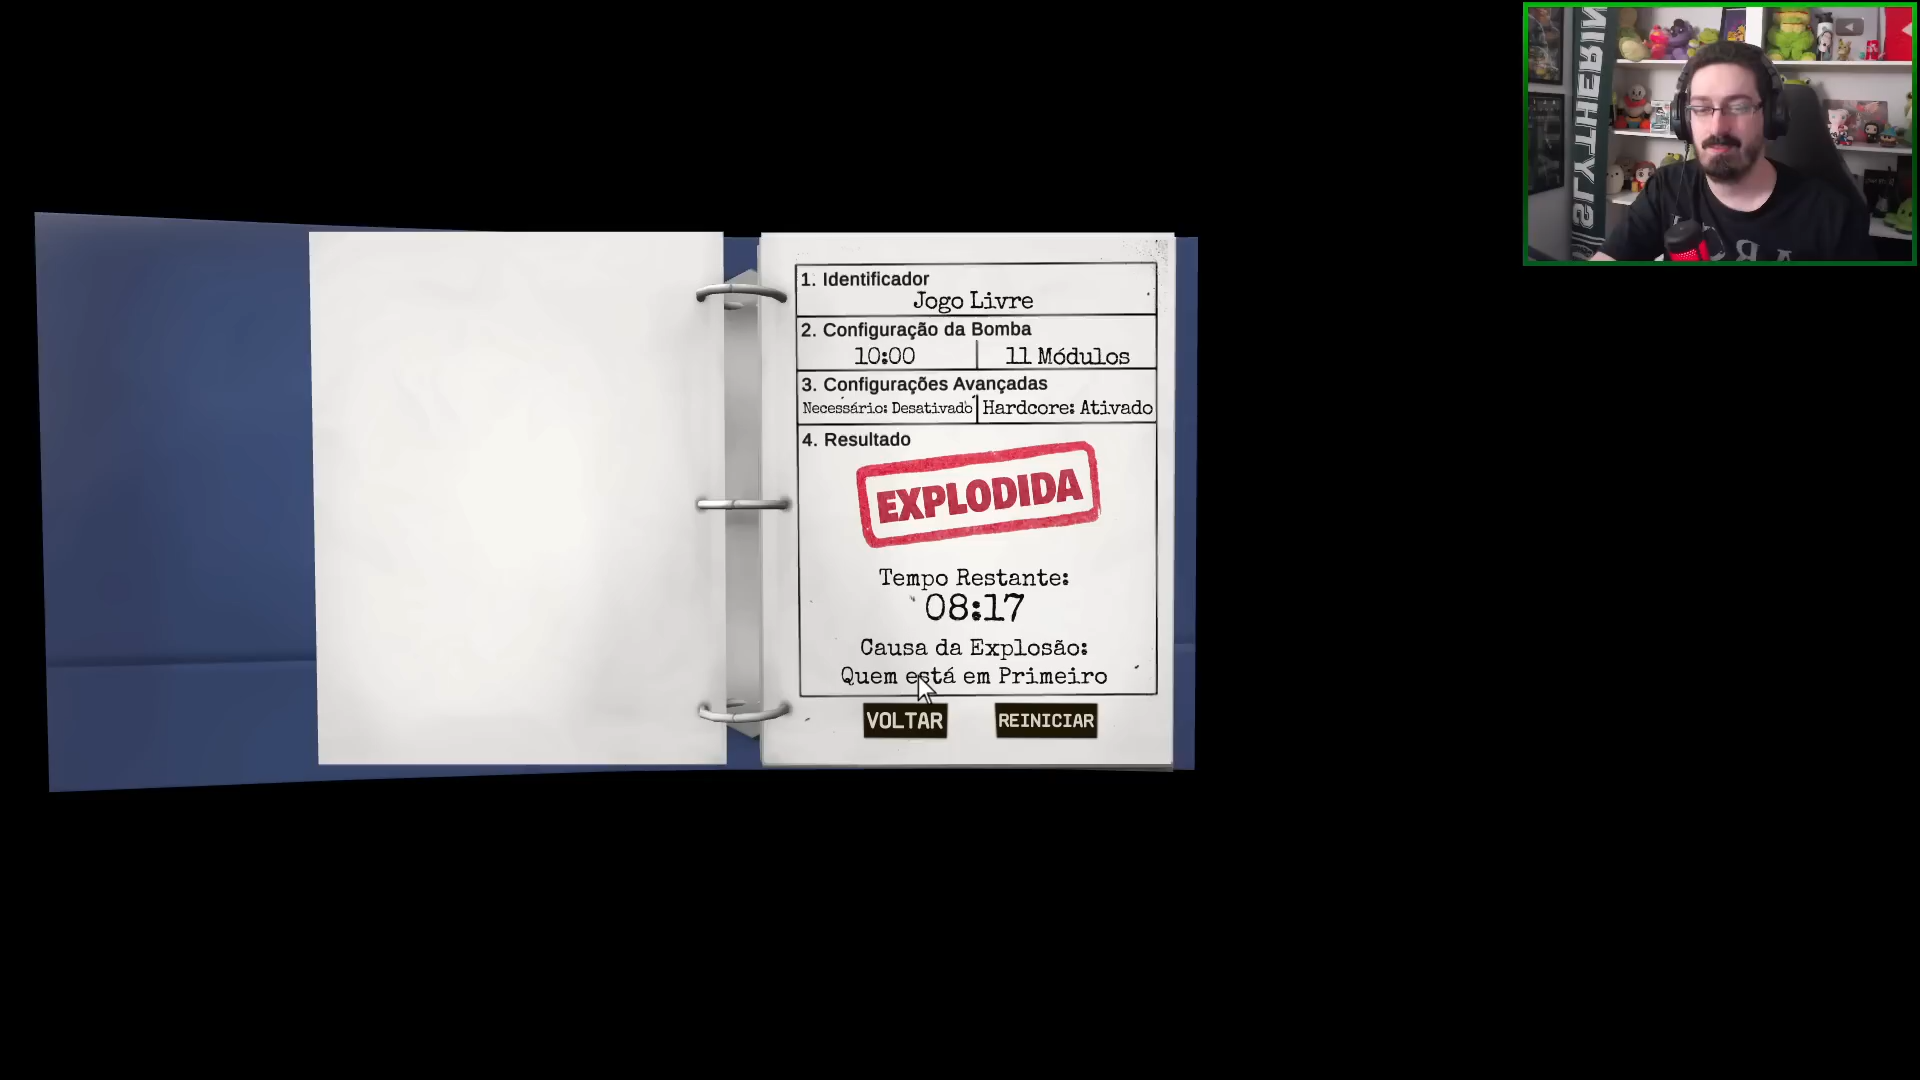 1. Identificador
Jogo Livre
2. Configuração da Bomba
10:00
11 Módulos
3. Configurações Avançadas
Necessário: Desativado
Hardcore: Ativado
4. Resultado
EXPLODIDA
Tempo Restante:
08:17
Causa da Explosão:
Quem está em Primeiro
VOLTAR
REINICIAR